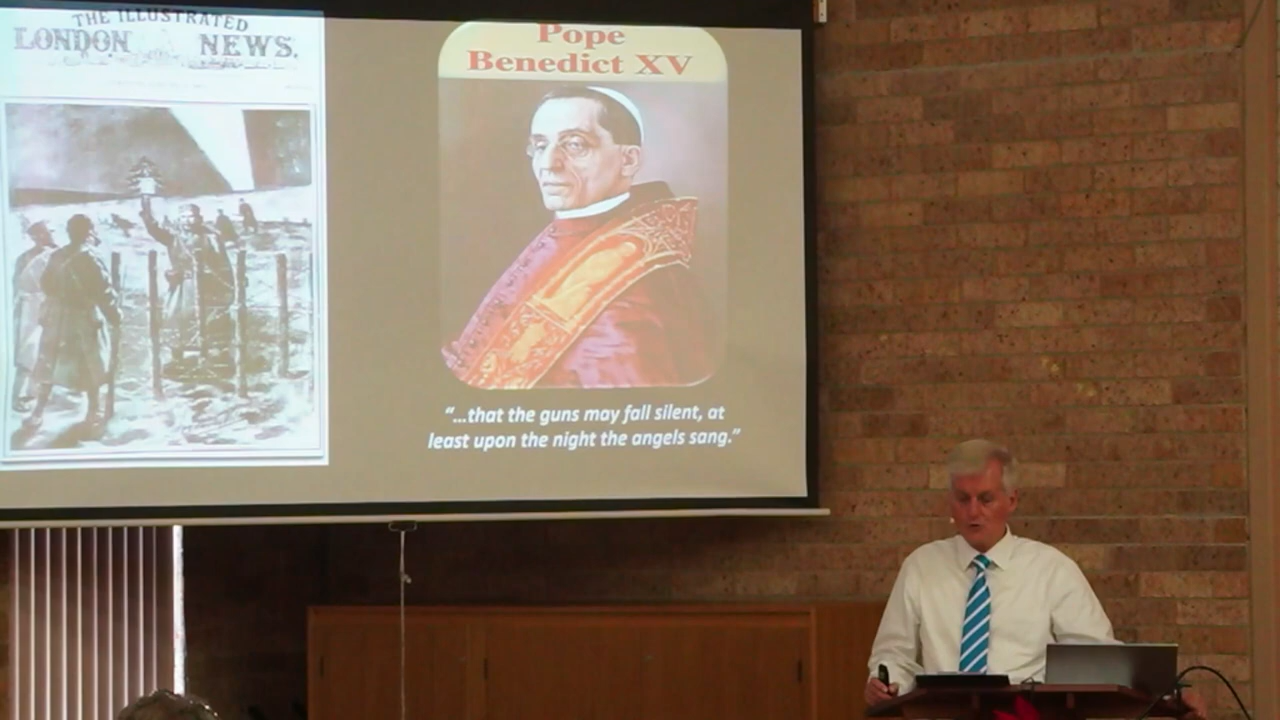 THE ILLUSTRATED
LONDON NEWS.
Pope
Benedict XV
“...that the guns may fall silent, at
least upon the night the angels sang.”